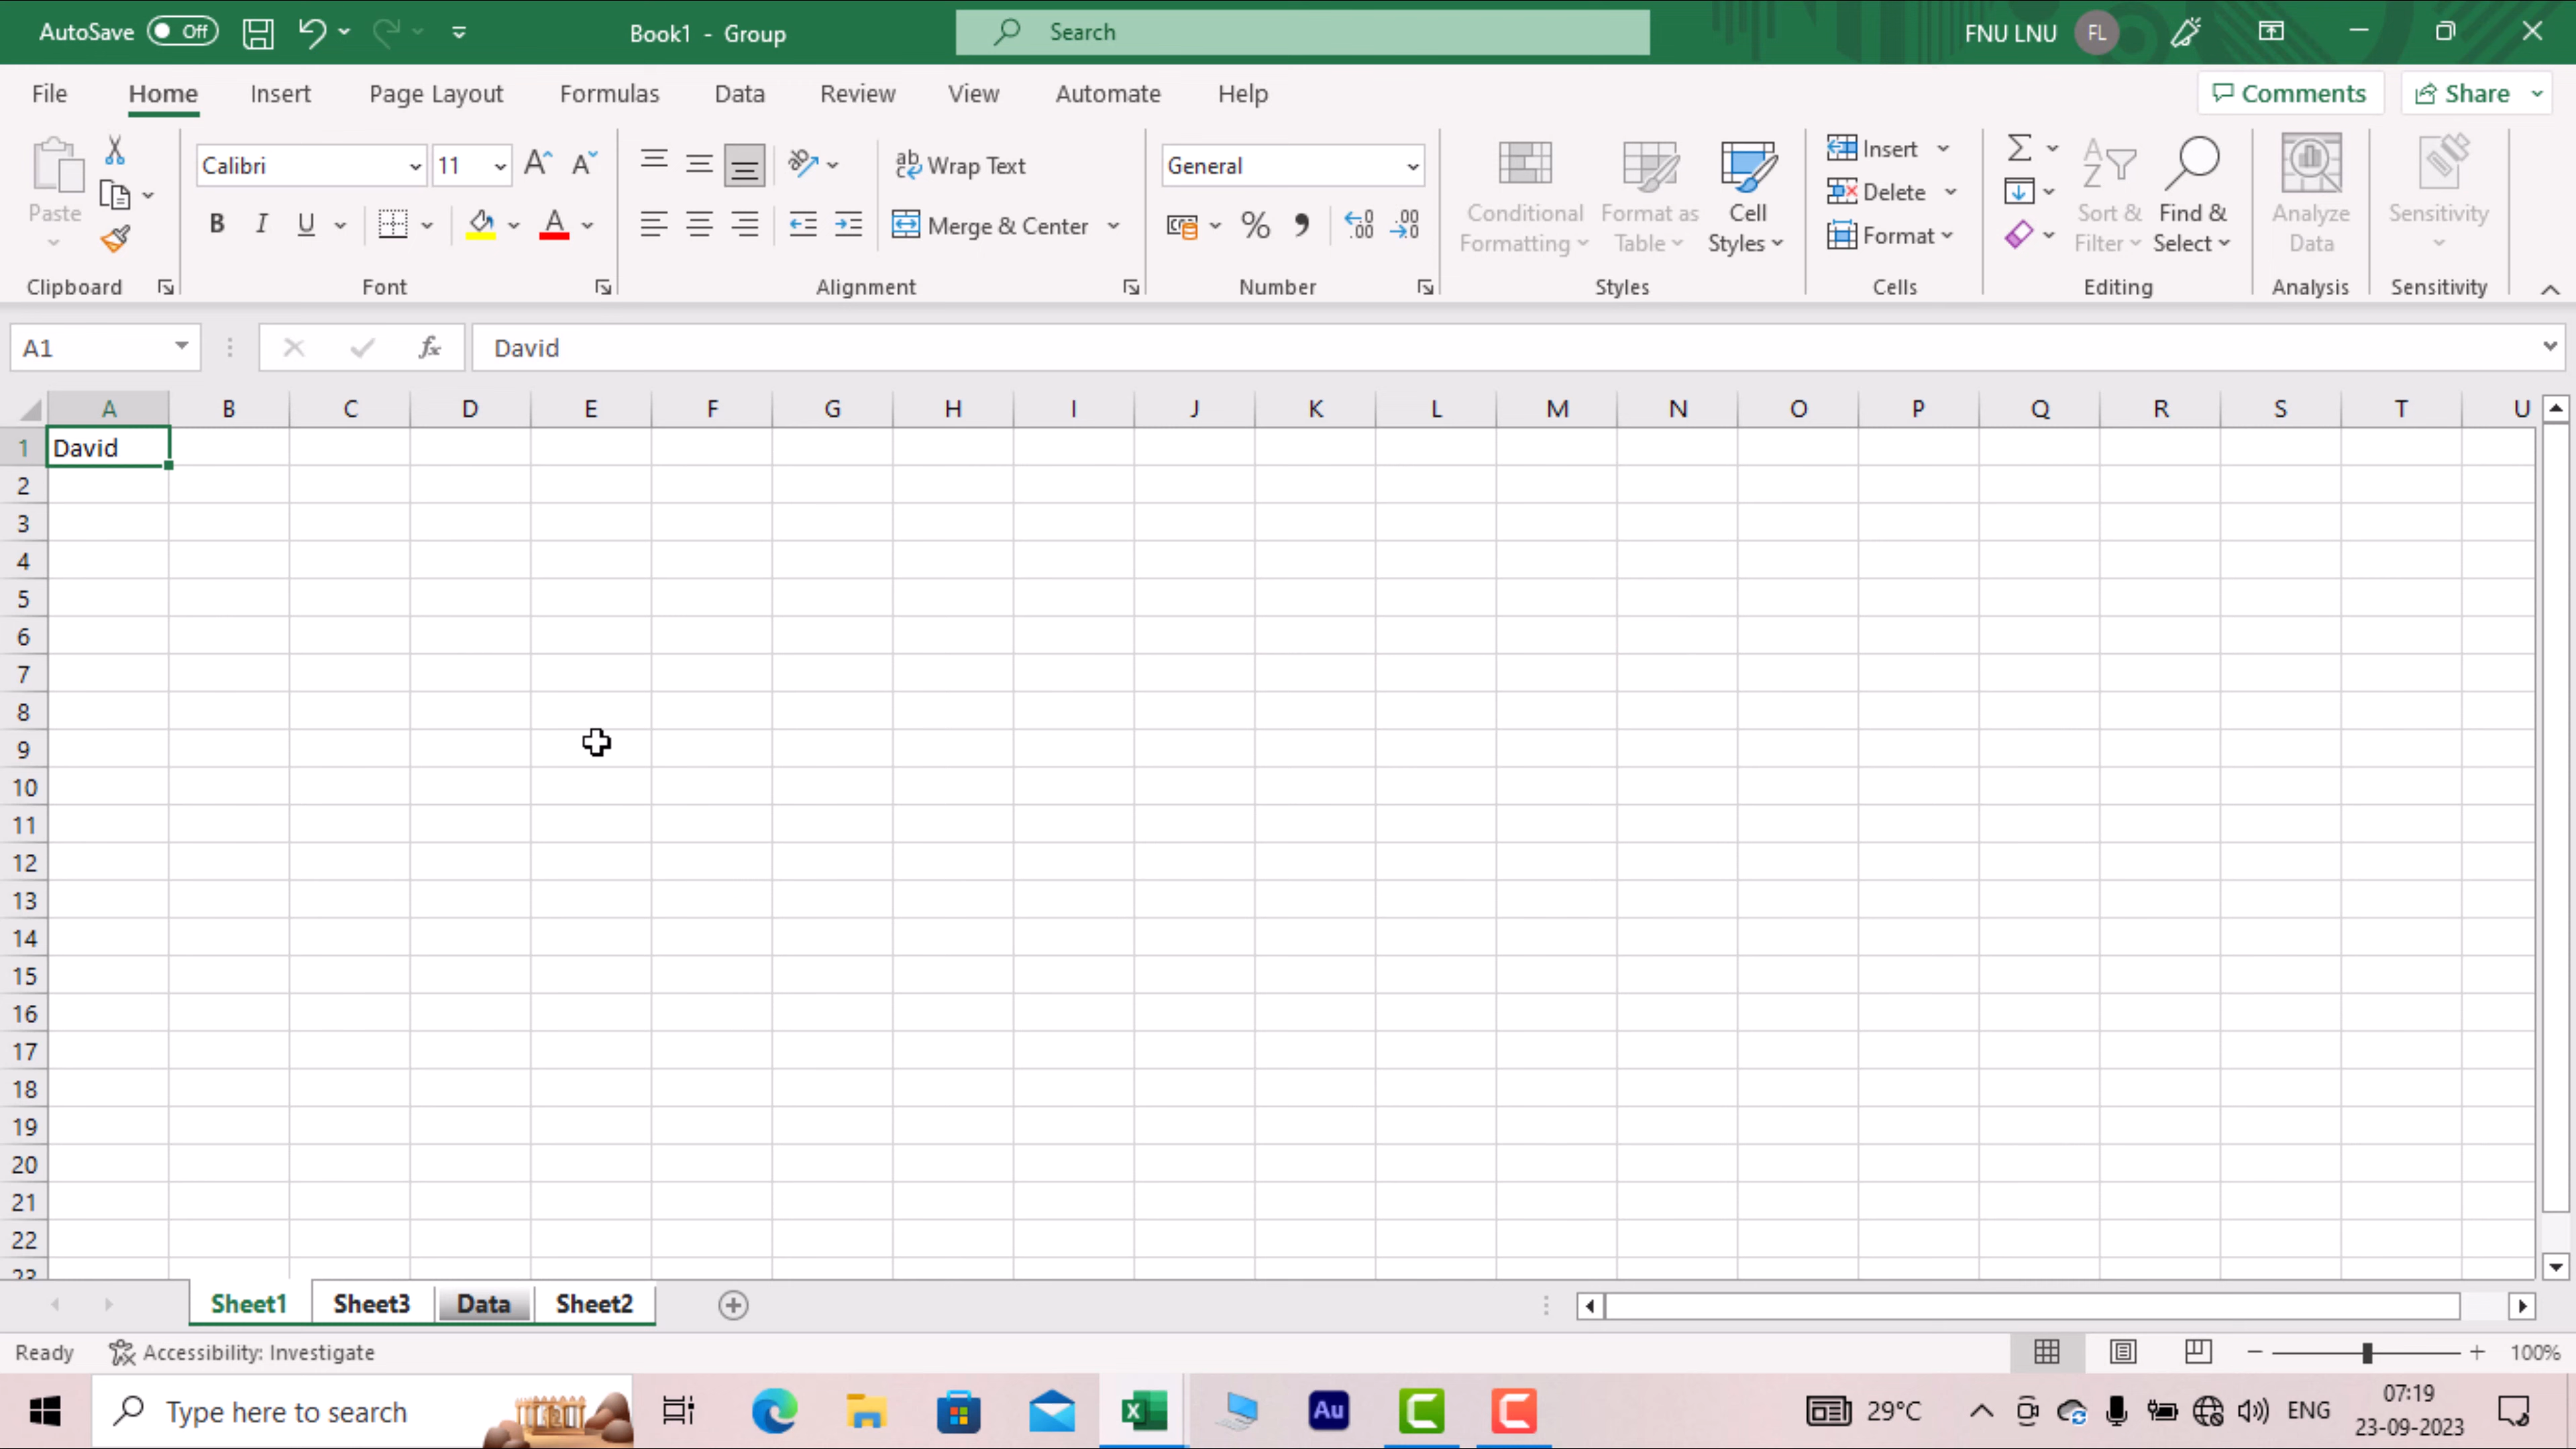 AutoSave Off Book1 - Group Search FNU LNU FL
File Home Insert Page Layout Formulas Data Review View Automate Help Comments Share
Paste Calibri 11 Wrap Text General Conditional Formatting Format as Table Cell Styles Insert Sort & Filter Find & Select Analyze Data Sensitivity
B I U Merge & Center % Delete
Format
Clipboard Font Alignment Number Styles Cells Editing Analysis Sensitivity
A1 fx David
A B C D E F G H I J K L M N O P Q R S T U
1 David
2
3
4
5
6
7
8
9
10
11
12
13
14
15
16
17
18
19
20
21
22
23
Sheet1 Sheet3 Data Sheet2
Ready Accessibility: Investigate 100%
Type here to search Au 29°C ENG 07:19
23-09-2023